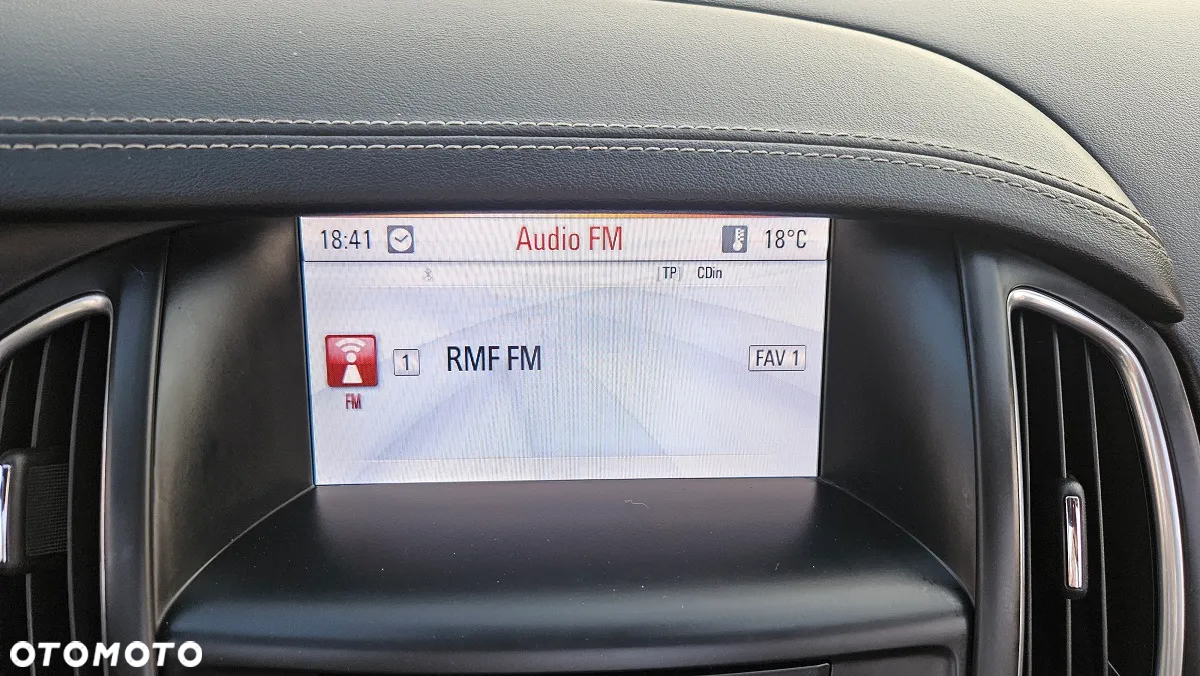 18:41 Audio FM 18°C
TP CDin
1 RMF FM FAV 1
FM
OTOMOTO